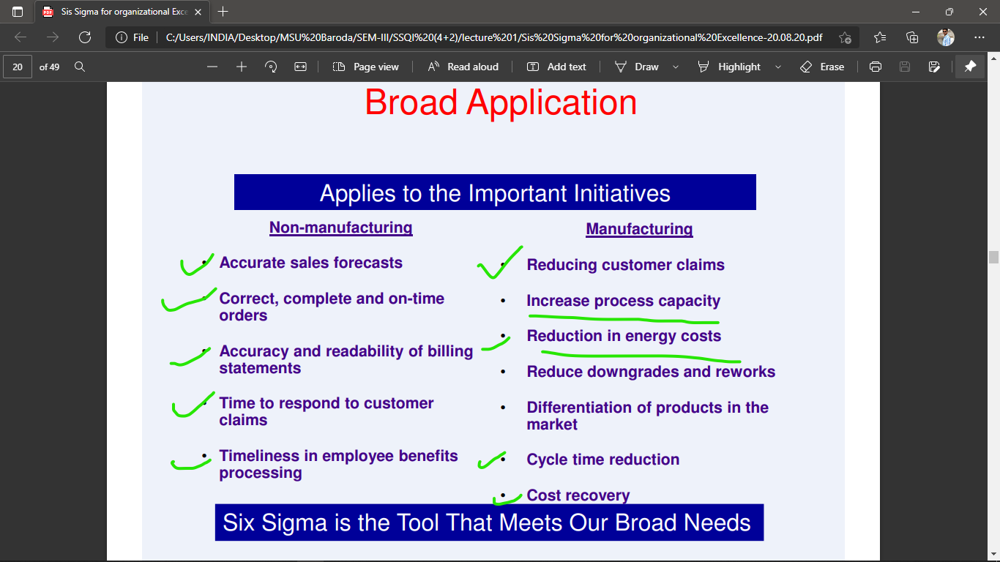 Sis Sigma for organizational Exce
File
C:/Users/INDIA/Desktop/MSU%20Baroda/SEM-III/SSQI%20(4+2)/lecture%201/Sis%20Sigma%20for%20organizational%20Excellence-20.08.20.pdf
20 of 49
Page view
Read aloud
Add text
Draw
Highlight
Erase
Broad Application
Applies to the Important Initiatives
Non-manufacturing
• Accurate sales forecasts
• Correct, complete and on-time
orders
• Accuracy and readability of billing
statements
• Time to respond to customer
claims
• Timeliness in employee benefits
processing
Manufacturing
• Reducing customer claims
• Increase process capacity
• Reduction in energy costs
• Reduce downgrades and reworks
• Differentiation of products in the
market
• Cycle time reduction
• Cost recovery
Six Sigma is the Tool That Meets Our Broad Needs